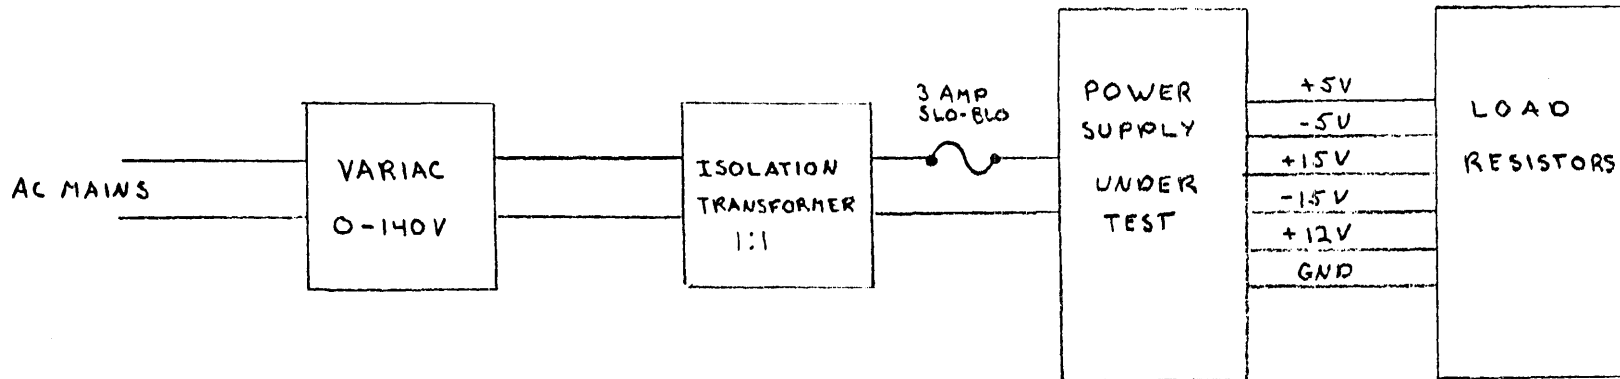 AC MAINS
VARIAC
0-140V
ISOLATION
TRANSFORMER
1:1
3 AMP
SLO-BLO
POWER
SUPPLY
UNDER
TEST
+5V
-5V
+15V
-15V
+12V
GND
LOAD
RESISTORS